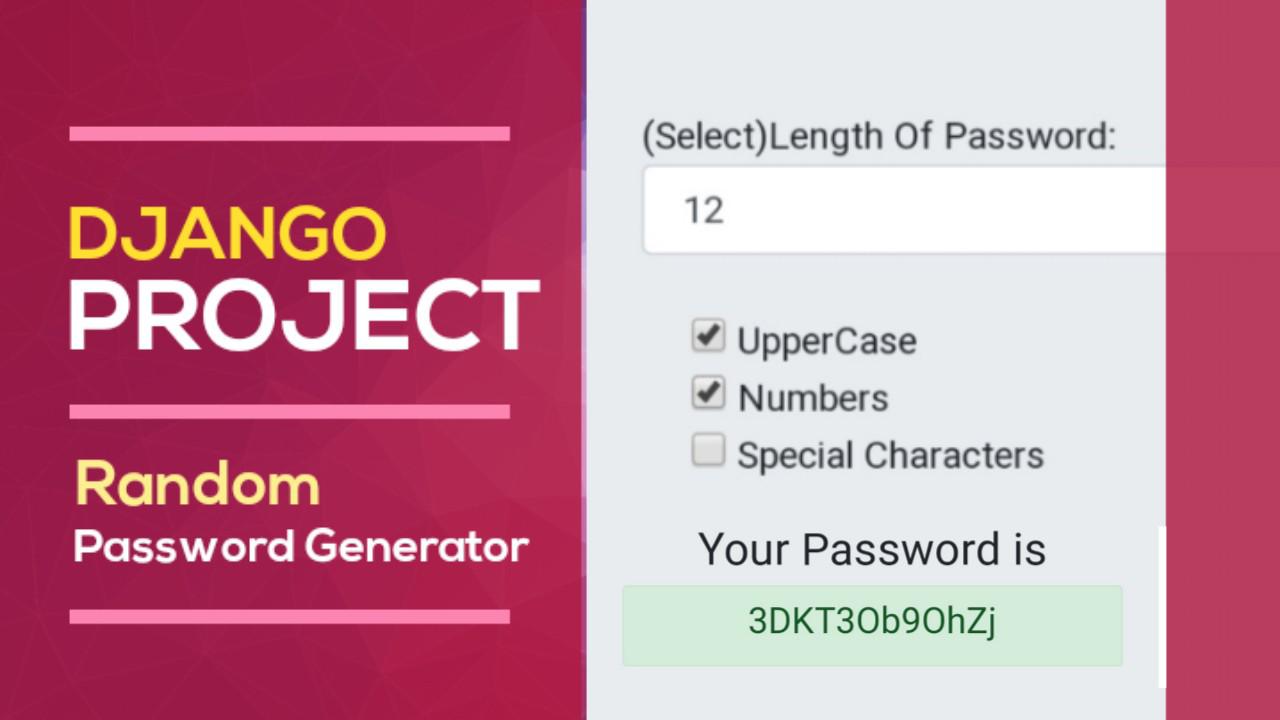 DJANGO
PROJECT
Random
Password Generator
(Select)Length Of Password:
12
UpperCase
Numbers
Special Characters
Your Password is
3DKT3Ob9OhZj